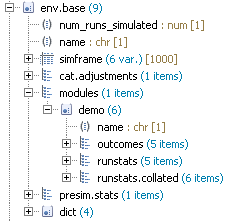 env.base (9)
num_runs_simulated : num [1]
name : chr [1]
simframe (6 var.) [1000]
cat.adjustments (1 items)
modules (1 items)
demo (6)
name : chr [1]
outcomes (5 items)
runstats (5 items)
runstats.collated (6 items)
presim.stats (1 items)
dict (4)